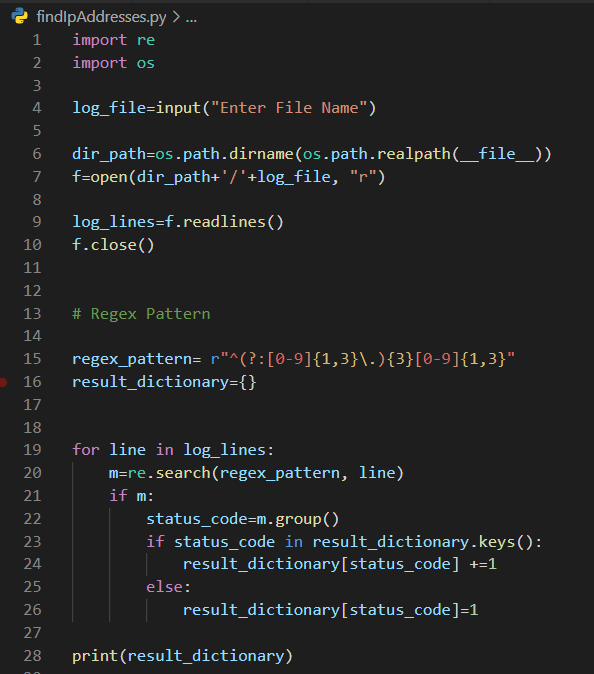 findIpAddresses.py > ...
1 import re
2 import os
3
4 log_file=input("Enter File Name")
5
6 dir_path=os.path.dirname(os.path.realpath(__file__))
7 f=open(dir_path+'/'+log_file, "r")
8
9 log_lines=f.readlines()
10 f.close()
11
12
13 # Regex Pattern
14
15 regex_pattern= r"^(?:[0-9]{1,3}\.){3}[0-9]{1,3}"
16 result_dictionary={}
17
18
19 for line in log_lines:
20     m=re.search(regex_pattern, line)
21     if m:
22         status_code=m.group()
23         if status_code in result_dictionary.keys():
24             result_dictionary[status_code] +=1
25         else:
26             result_dictionary[status_code]=1
27
28 print(result_dictionary)